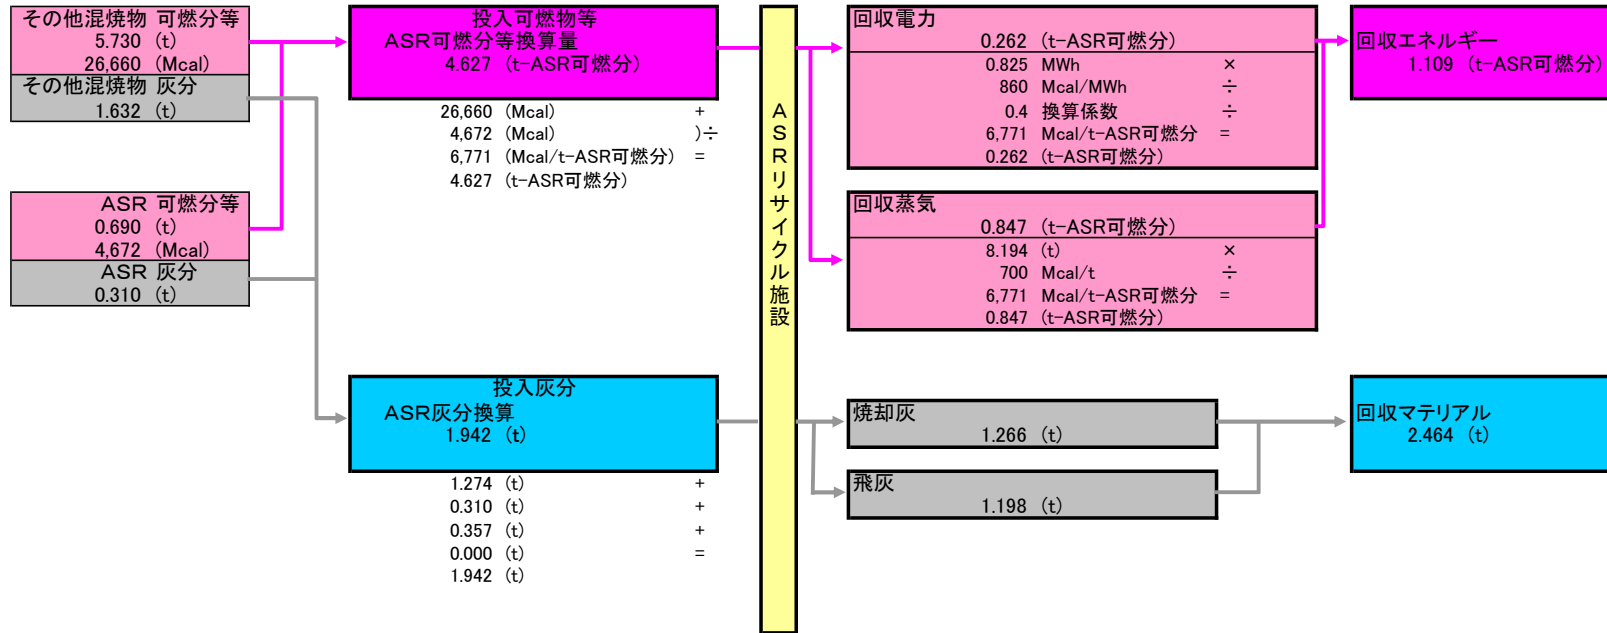 その他混焼物 可燃分等
5.730 (t)
26,660 (Mcal)
その他混焼物 灰分
1.632 (t)
ASR 可燃分等
0.690 (t)
4,672 (Mcal)
ASR 灰分
0.310 (t)
投入可燃物等
ASR可燃分等換算量
4.627 (t-ASR可燃分)
26,660 (Mcal) +
4,672 (Mcal) )÷
6,771 (Mcal/t-ASR可燃分) =
4.627 (t-ASR可燃分)
投入灰分
ASR灰分換算
1.942 (t)
1.274 (t) +
0.310 (t) +
0.357 (t) +
0.000 (t) =
1.942 (t)
ASRリサイクル施設
回収電力
0.262 (t-ASR可燃分)
0.825 MWh ×
860 Mcal/MWh ÷
0.4 換算係数 ÷
6,771 Mcal/t-ASR可燃分 =
0.262 (t-ASR可燃分)
回収蒸気
0.847 (t-ASR可燃分)
8.194 (t) ×
700 Mcal/t ÷
6,771 Mcal/t-ASR可燃分 =
0.847 (t-ASR可燃分)
焼却灰
1.266 (t)
飛灰
1.198 (t)
回収エネルギー
1.109 (t-ASR可燃分)
回収マテリアル
2.464 (t)